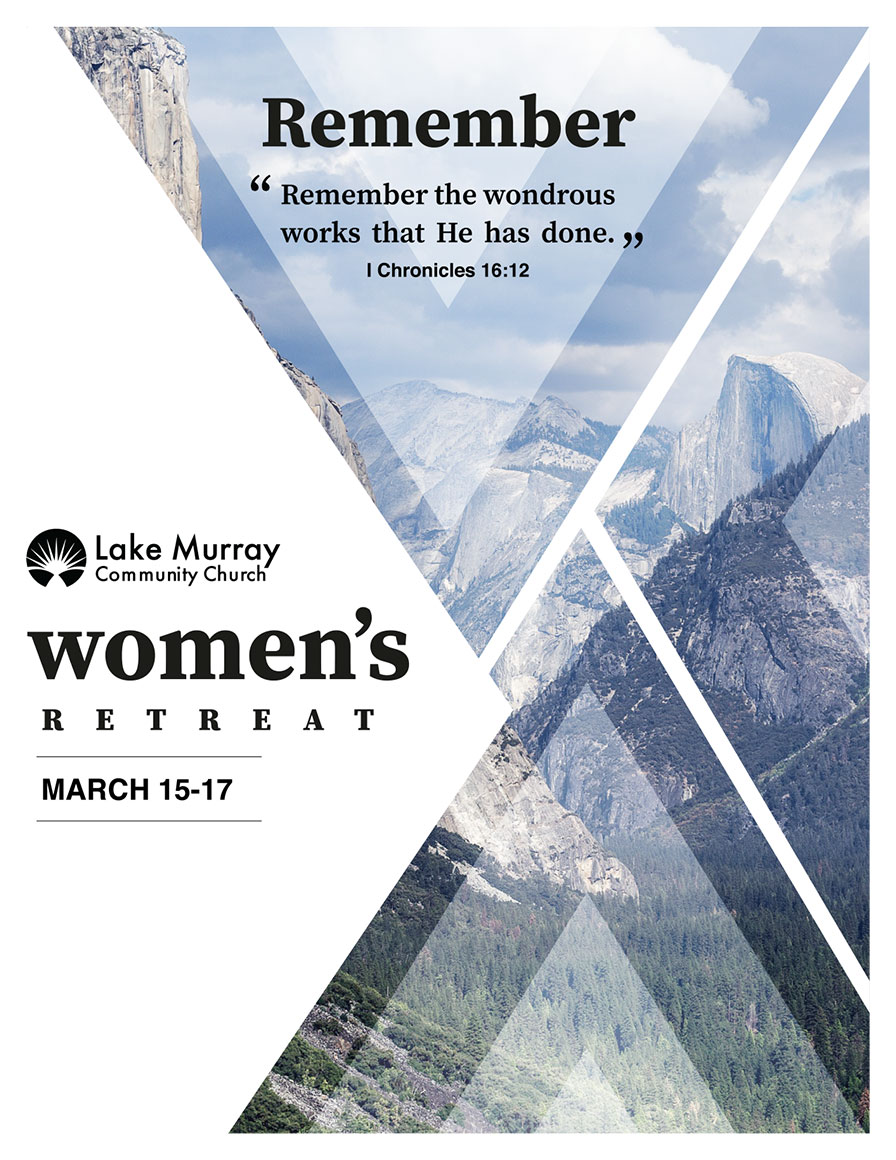 Remember
“ Remember the wondrous
works that He has done. ”
I Chronicles 16:12
Lake Murray
Community Church
women’s
RETREAT
MARCH 15-17